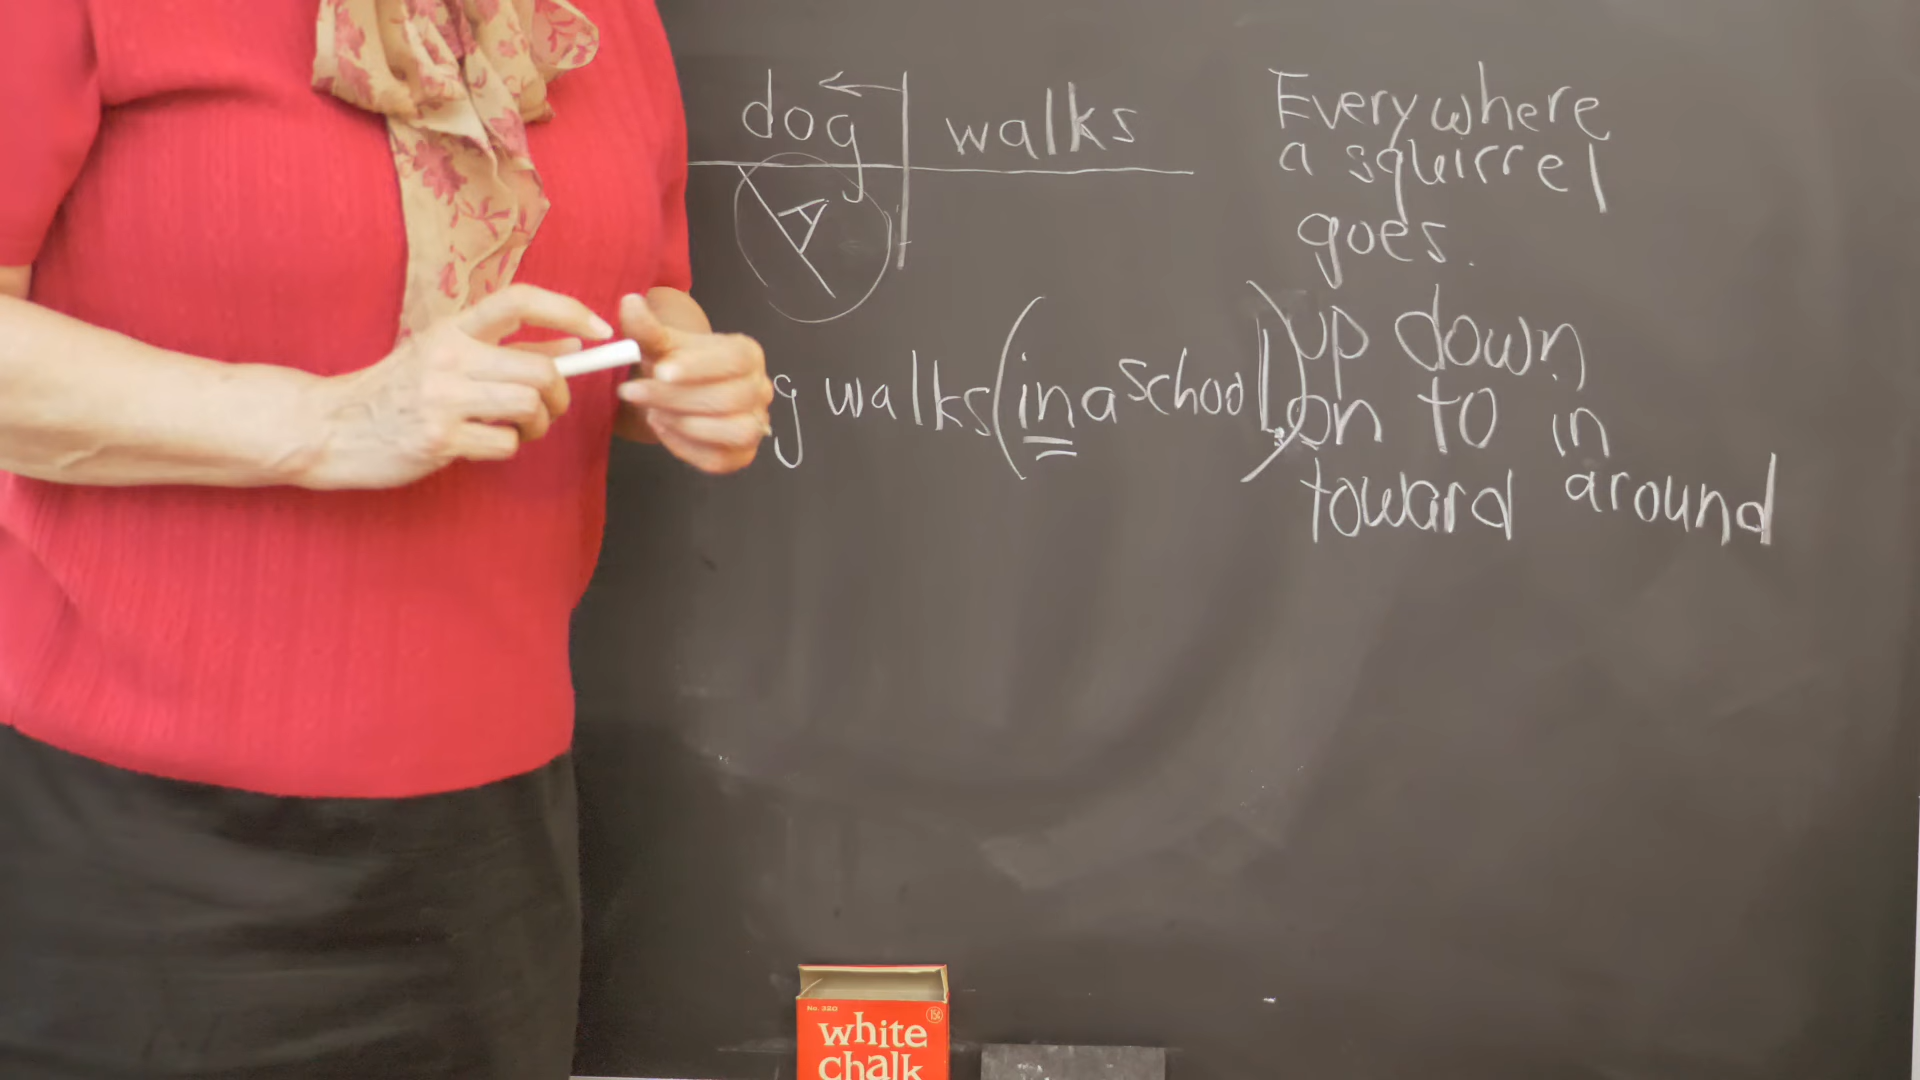 dog walks
A
g walks (in a school.)
Everywhere
a squirrel
goes.
up down
on to in
toward around
No. 320
15¢
white
chalk